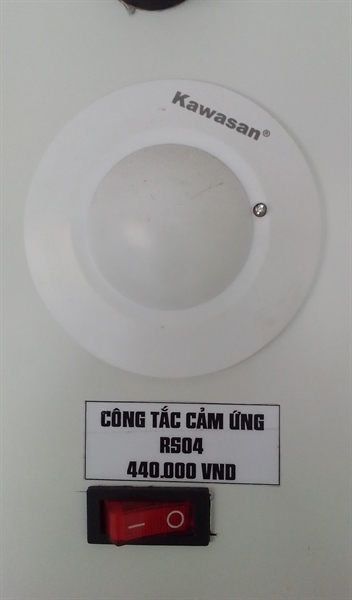 Kawasan®
CÔNG TẮC CẢM ỨNG
RS04
440.000 VND